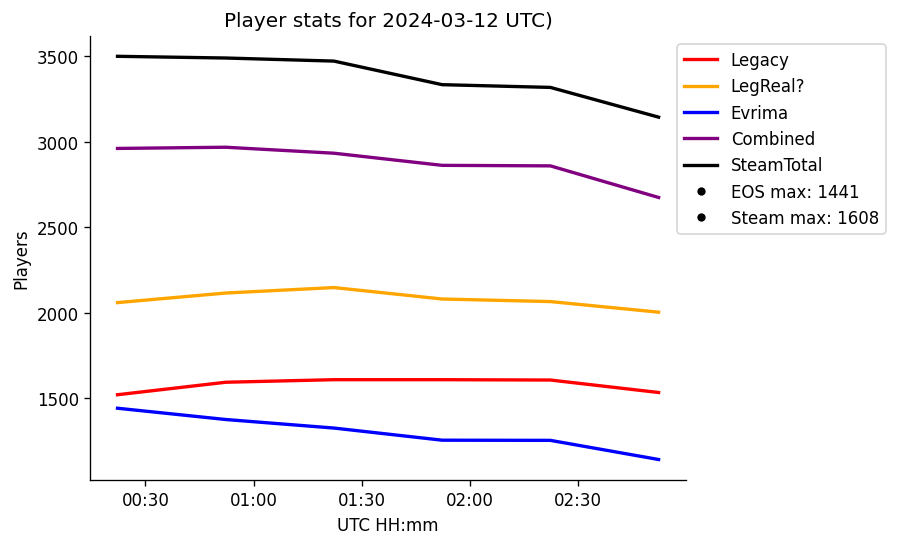 Player stats for 2024-03-12 UTC)
3500
3000
2500
2000
1500
Players
00:30
01:00
01:30
02:00
02:30
UTC HH:mm
Legacy
LegReal?
Evrima
Combined
SteamTotal
EOS max: 1441
Steam max: 1608